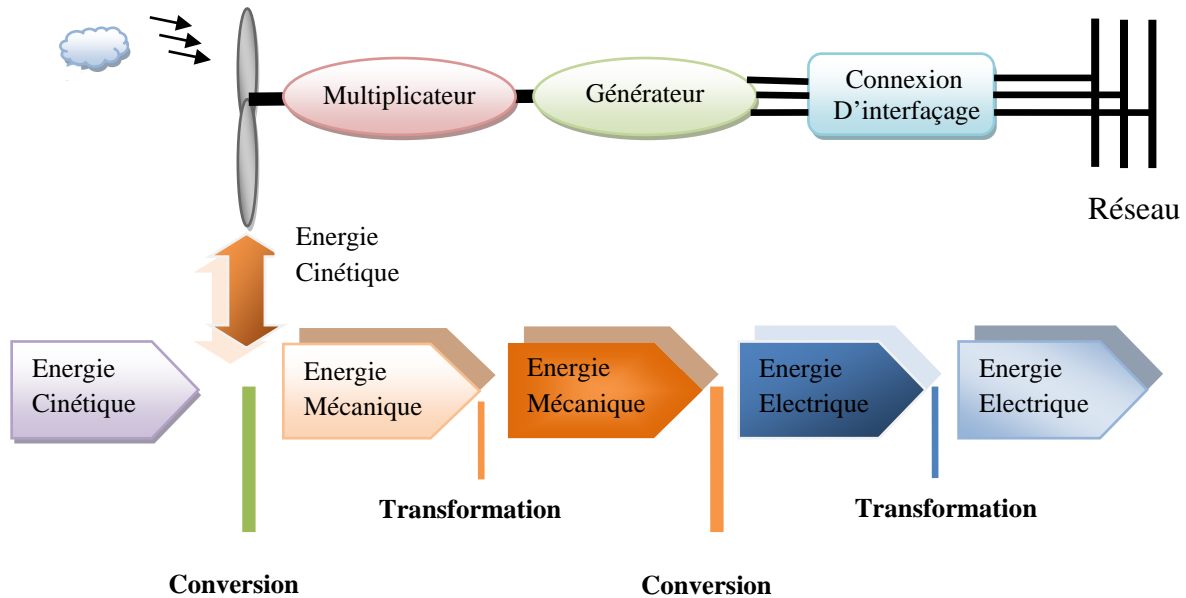 Multiplicateur
Générateur
Connexion
D'interfaçage
Réseau
Energie
Cinétique
Energie
Cinétique
Energie
Mécanique
Energie
Mécanique
Energie
Electrique
Energie
Electrique
Transformation
Transformation
Conversion
Conversion